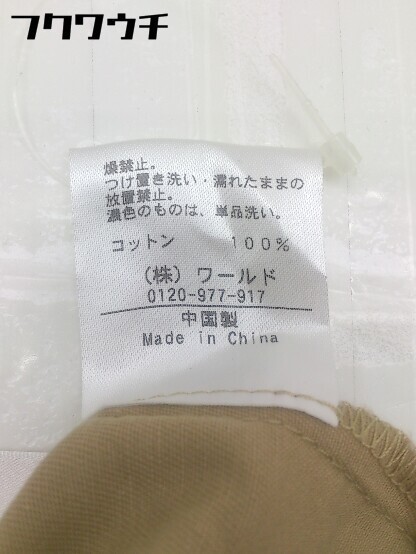 フクワウチ
燥禁止。
つけ置き洗い・濡れたままの
放置禁止。
濃色のものは、単品洗い。
コットン 100%
(株)ワールド
0120-977-917
中国製
Made in China